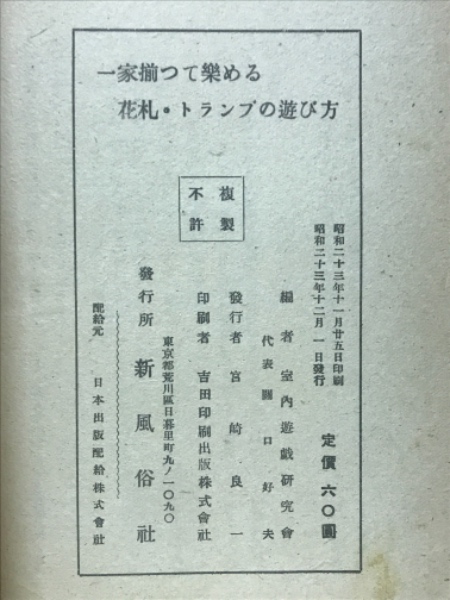 一家揃つて樂める
花札・トランプの遊び方
不許
複製
昭和二十三年十一月廿五日印刷
昭和二十三年十二月 一日發行
定價 六〇圓
編者 室內遊戲硏究會
代表 關口好夫
發行者 宮崎良一
印刷者 吉田印刷出版株式會社
東京都荒川區日暮里町九ノ一〇九〇
發行所 新風俗社
配給元 日本出版配給株式會社